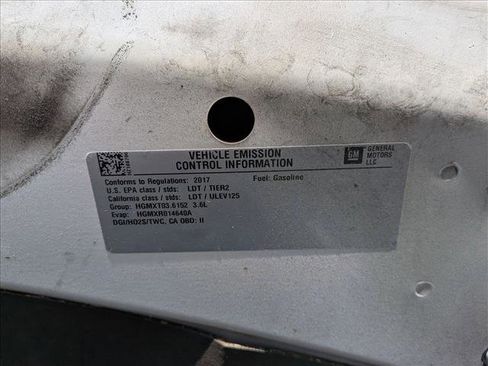 VEHICLE EMISSION
CONTROL INFORMATION
GM
GENERAL
MOTORS
LLC
Conforms to Regulations: 2017 Fuel: Gasoline
U.S. EPA class / stds: LDT / TIER2
California class / stds: LDT / ULEV125
Group: HGMXT03.6152 3.6L
Evap: HGMXR014640A
DGI/HO2S/TWC, CA OBD: II